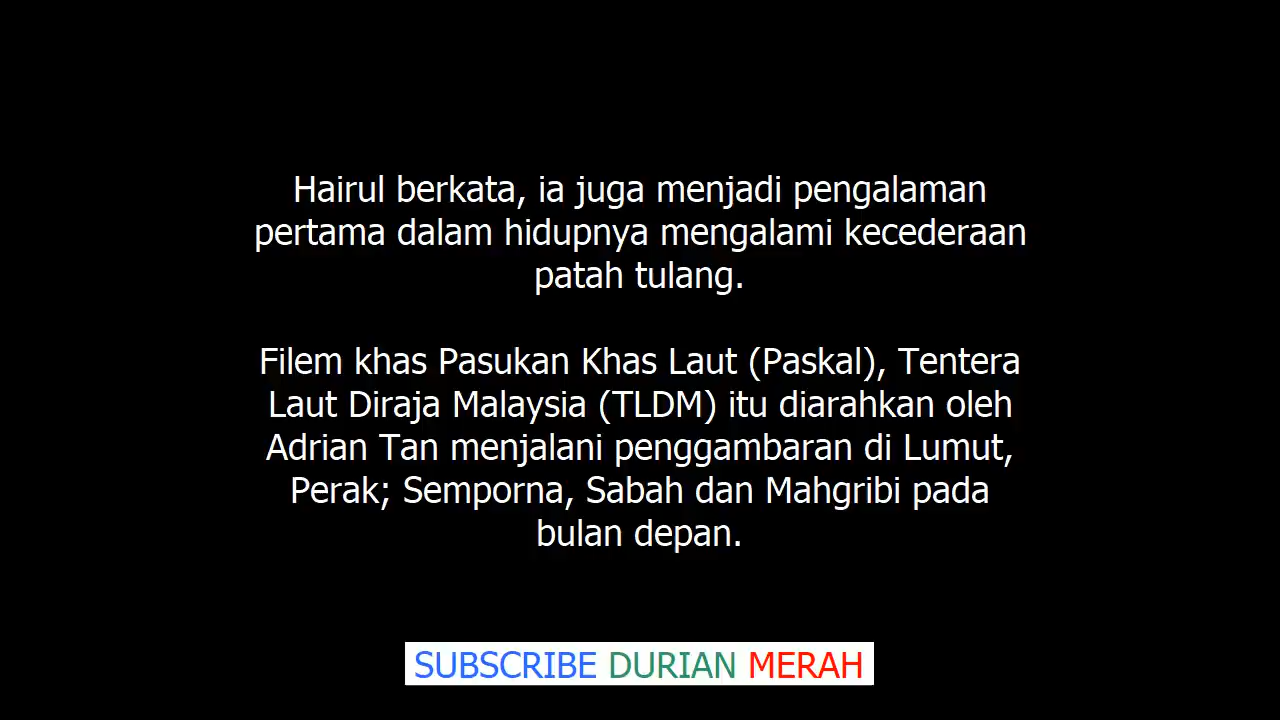 Hairul berkata, ia juga menjadi pengalaman
pertama dalam hidupnya mengalami kecederaan
patah tulang.
Filem khas Pasukan Khas Laut (Paskal), Tentera
Laut Diraja Malaysia (TLDM) itu diarahkan oleh
Adrian Tan menjalani penggambaran di Lumut,
Perak; Semporna, Sabah dan Mahgribi pada
bulan depan.
SUBSCRIBE DURIAN MERAH